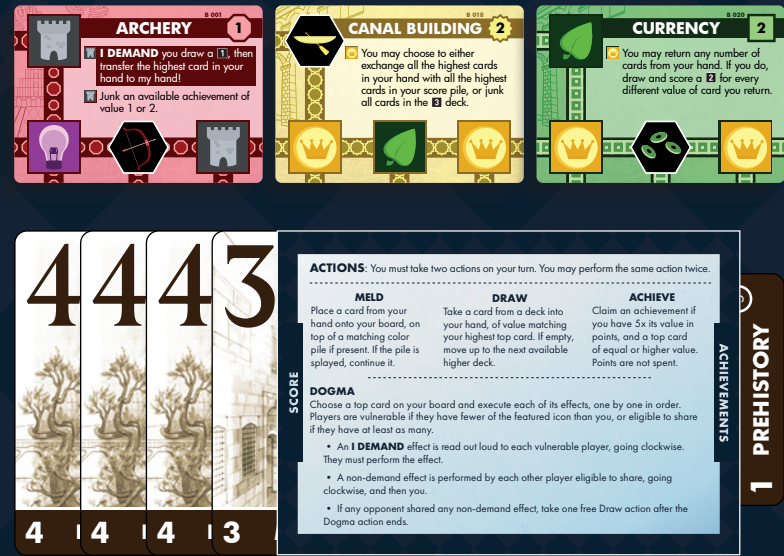 B 001
ARCHERY 1
I DEMAND you draw a 1, then
transfer the highest card in your
hand to my hand!
Junk an available achievement of
value 1 or 2.
B 018
CANAL BUILDING 2
You may choose to either
exchange all the highest cards
in your hand with all the highest
cards in your score pile, or junk
all cards in the 3 deck.
B 020
CURRENCY 2
You may return any number of
cards from your hand. If you do,
draw and score a 2 for every
different value of card you return.
4 4 4 3
4 4 4 3
SCORE
ACTIONS: You must take two actions on your turn. You may perform the same action twice.
MELD
Place a card from your
hand onto your board, on
top of a matching color
pile if present. If the pile is
splayed, continue it.
DRAW
Take a card from a deck into
your hand, of value matching
your highest top card. If empty,
move up to the next available
higher deck.
ACHIEVE
Claim an achievement if
you have 5x its value in
points, and a top card
of equal or higher value.
Points are not spent.
DOGMA
Choose a top card on your board and execute each of its effects, one by one in order.
Players are vulnerable if they have fewer of the featured icon than you, or eligible to share
if they have at least as many.
• An I DEMAND effect is read out loud to each vulnerable player, going clockwise.
They must perform the effect.
• A non-demand effect is performed by each other player eligible to share, going
clockwise, and then you.
• If any opponent shared any non-demand effect, take one free Draw action after the
Dogma action ends.
ACHIEVEMENTS
1 PREHISTORY